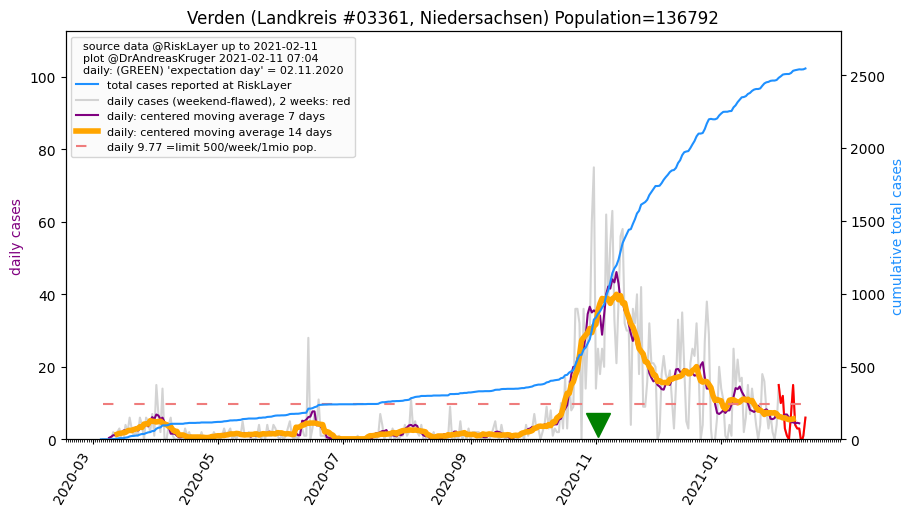 Verden (Landkreis #03361, Niedersachsen) Population=136792
source data @RiskLayer up to 2021-02-11
plot @DrAndreasKruger 2021-02-11 07:04
daily: (GREEN) 'expectation day' = 02.11.2020
total cases reported at RiskLayer
daily cases (weekend-flawed), 2 weeks: red
daily: centered moving average 7 days
daily: centered moving average 14 days
daily 9.77 =limit 500/week/1mio pop.
daily cases
100
80
60
40
20
0
cumulative total cases
2500
2000
1500
1000
500
0
2020-03
2020-05
2020-07
2020-09
2020-11
2021-01